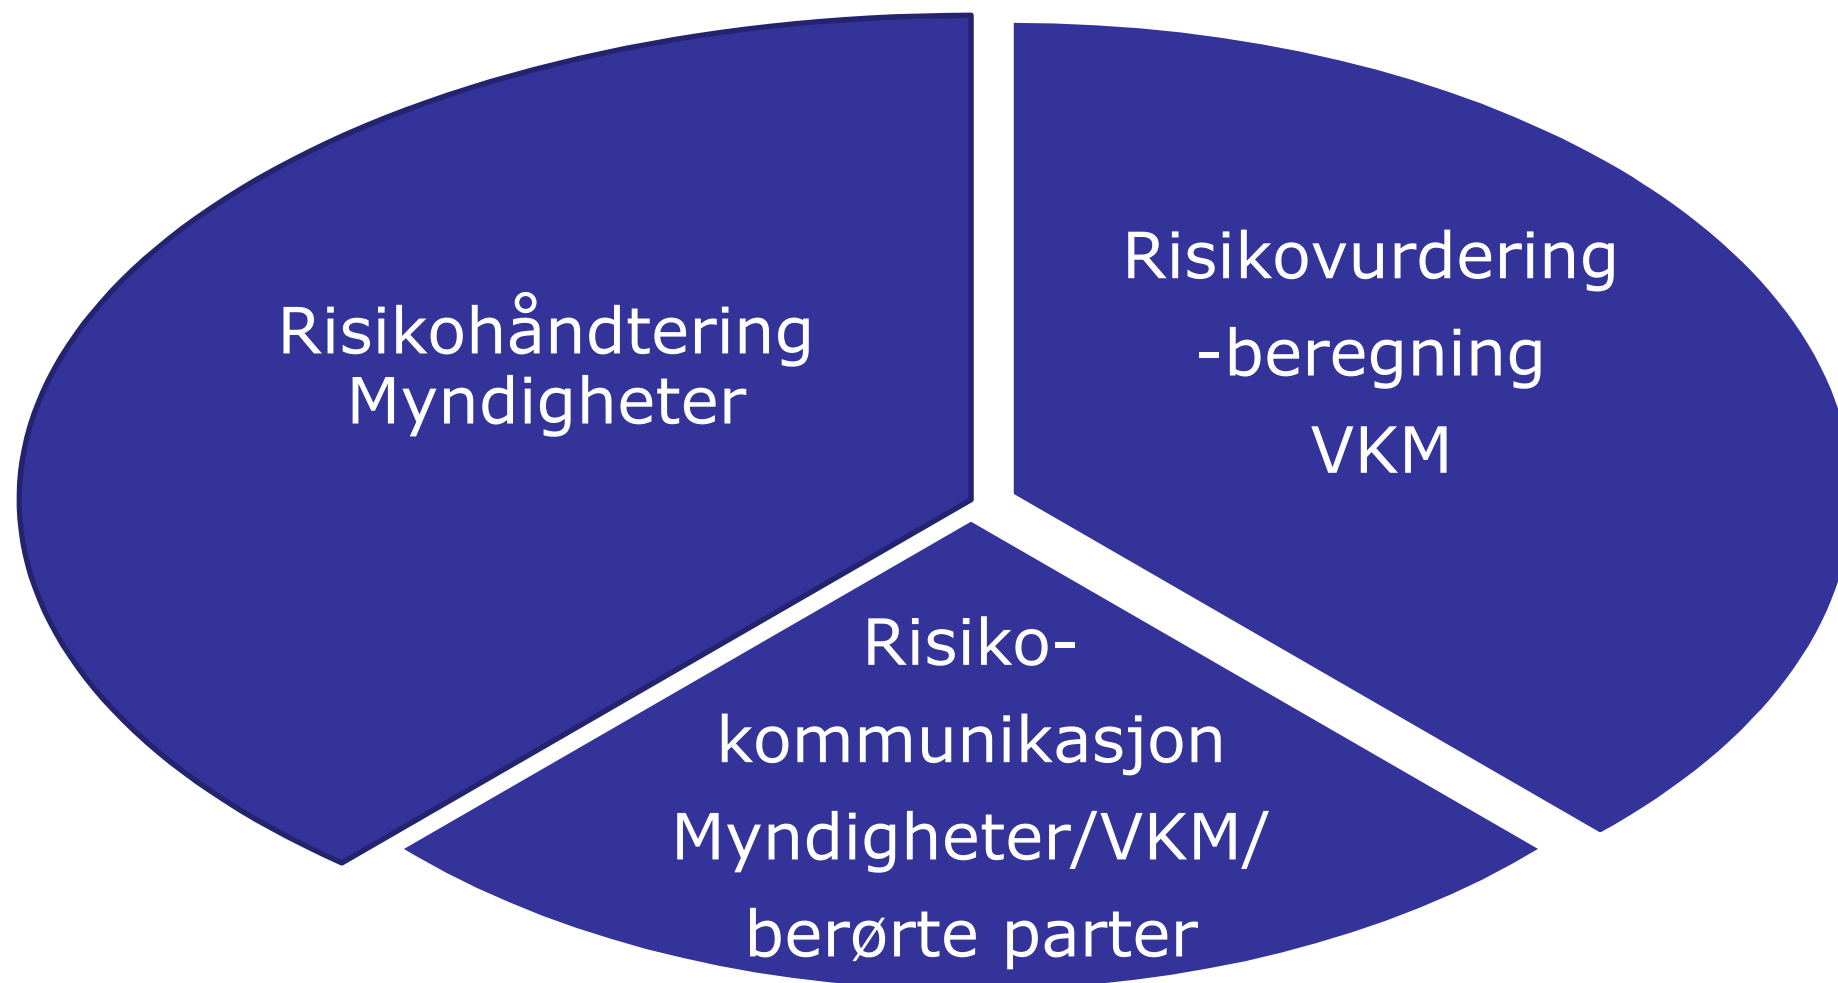 Risikohåndtering
Myndigheter
Risikovurdering
-beregning
VKM
Risiko-
kommunikasjon
Myndigheter/VKM/
berørte parter